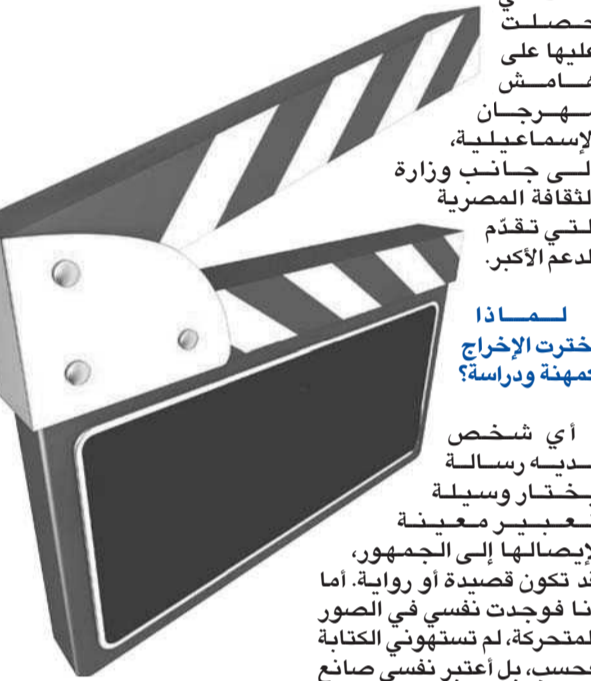 حصلت
عليها على
هامش
مهرجان
الإسماعيلية،
إلى جانب وزارة
الثقافة المصرية
التي تقدّم
الدعم الأكبر.
لماذا
اخترت الإخراج
كمهنة ودراسة؟
أي شخص
لديه رسالة
يختار وسيلة
تعبير معينة
لإيصالها إلى الجمهور،
قد تكون قصيدة أو رواية. أما
أنا فوجدت نفسي في الصور
المتحركة، لم تستهوني الكتابة
فحسب، بل أعتبر نفسي صانع